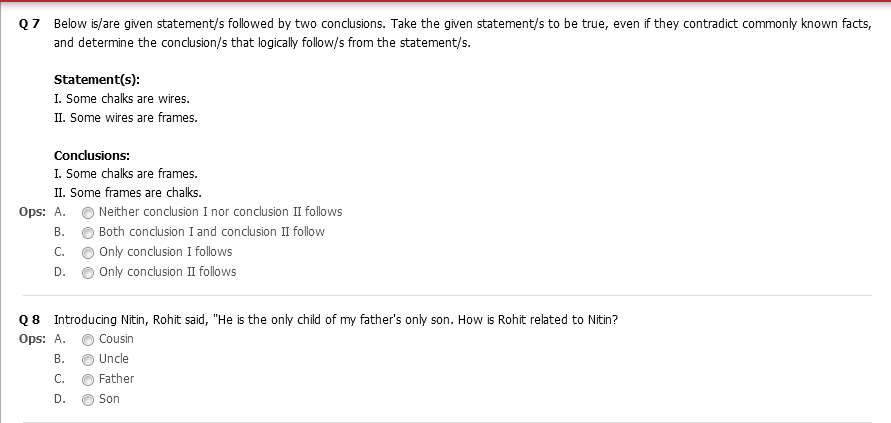 Q 7 Below is/are given statement/s followed by two conclusions. Take the given statement/s to be true, even if they contradict commonly known facts,
and determine the conclusion/s that logically follow/s from the statement/s.
Statement(s):
I. Some chalks are wires.
II. Some wires are frames.
Conclusions:
I. Some chalks are frames.
II. Some frames are chalks.
Ops: A. Neither conclusion I nor conclusion II follows
B. Both conclusion I and conclusion II follow
C. Only conclusion I follows
D. Only conclusion II follows
Q 8 Introducing Nitin, Rohit said, "He is the only child of my father's only son. How is Rohit related to Nitin?
Ops: A. Cousin
B. Uncle
C. Father
D. Son